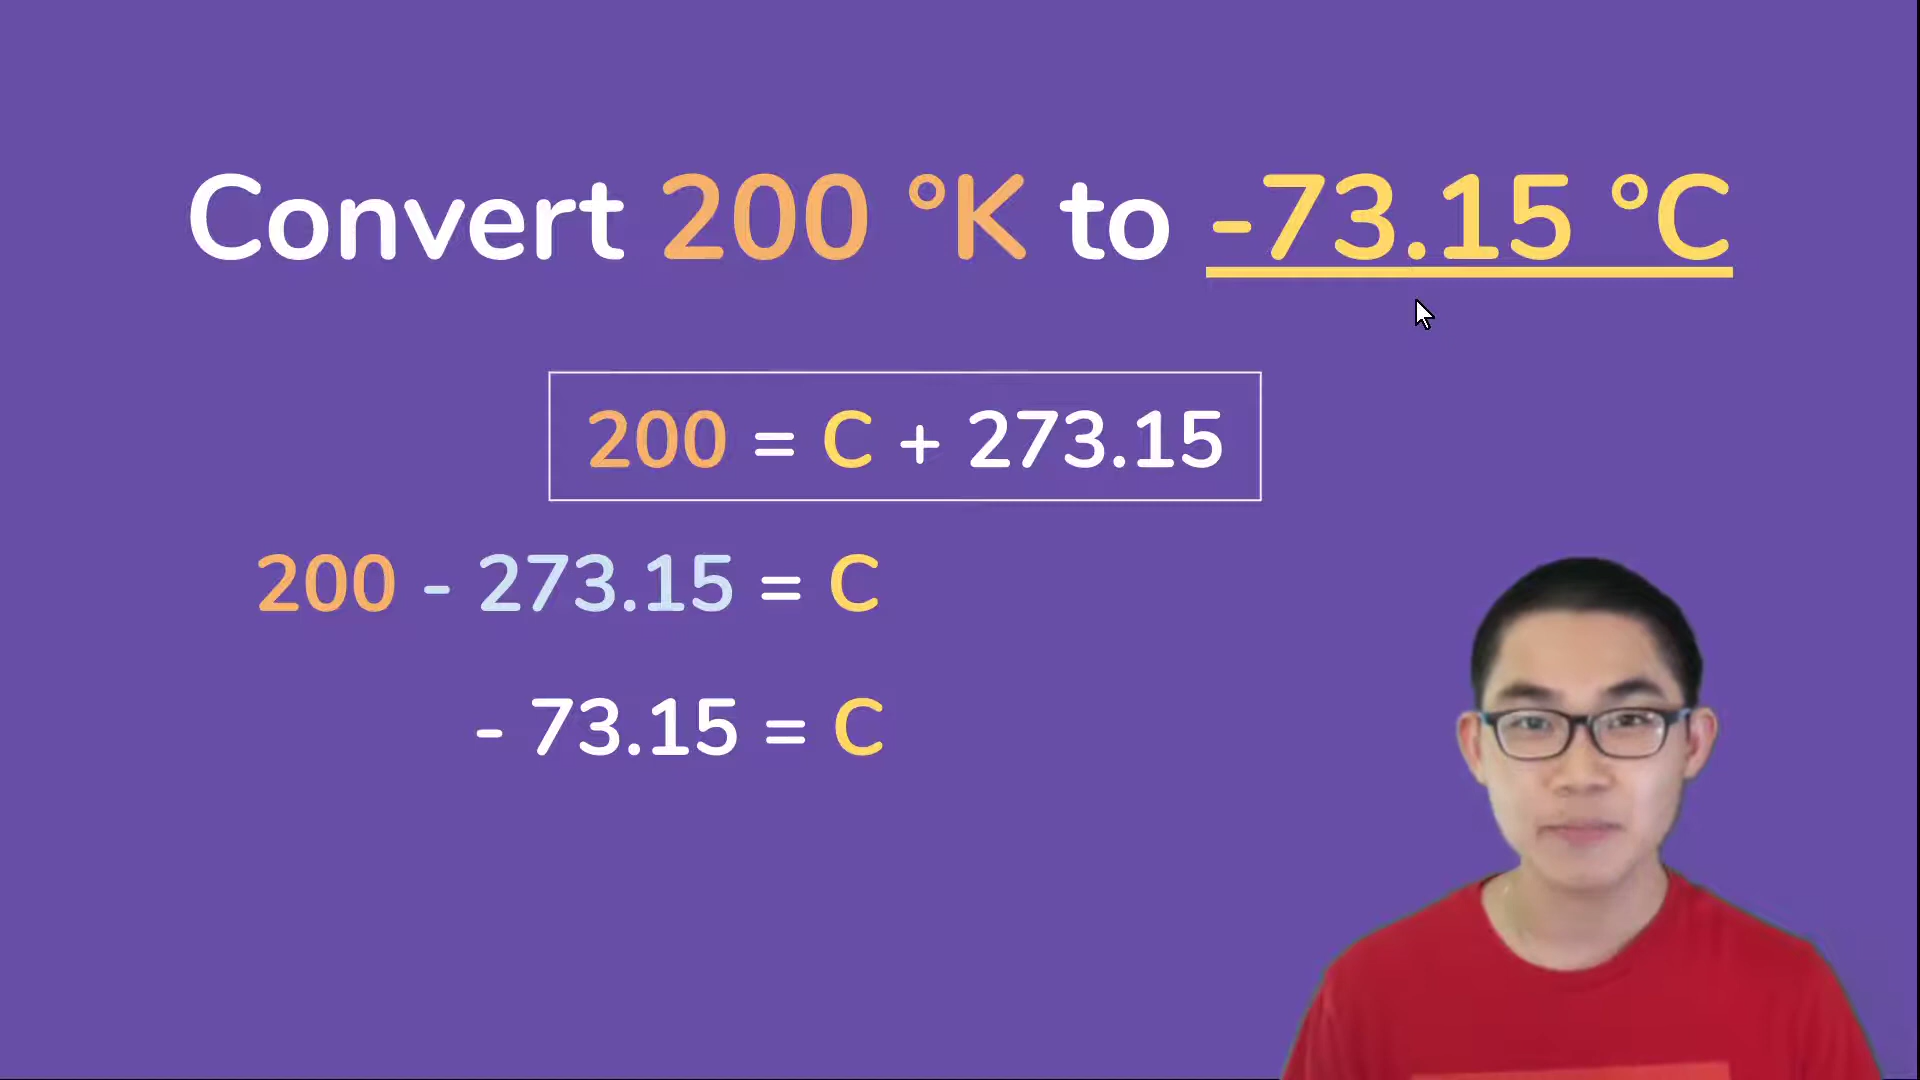 Convert 200 °K to -73.15 °C
200 = C + 273.15
200 - 273.15 = C
- 73.15 = C